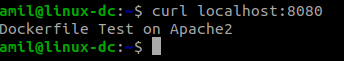 amil@linux-dc:~$ curl localhost:8080
Dockerfile Test on Apache2
amil@linux-dc:~$